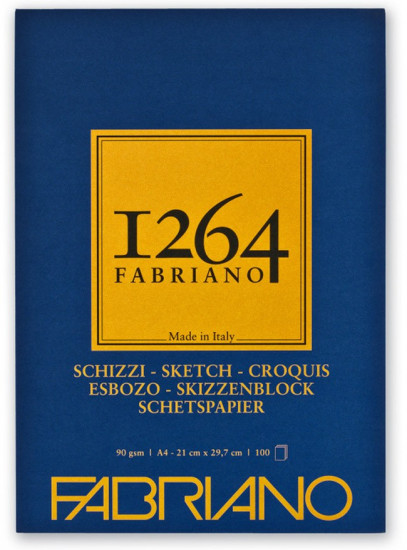 1264
FABRIANO
Made in Italy
SCHIZZI - SKETCH - CROQUIS
ESBOZO - SKIZZENBLOCK
SCHETSPAPIER
90 gsm | A4 - 21 cm x 29,7 cm | 100
FABRIANO